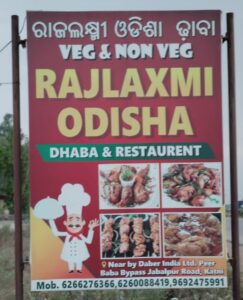 ରାଜଲକ୍ଷ୍ମୀ ଓଡିଶା ଢ଼ାବା
VEG & NON VEG
RAJLAXMI
ODISHA
DHABA & RESTAURENT
Near by Daber India Ltd. Peer
Baba Bypass Jabalpur Road, Katni
Mob. 6266276366,6260088419,9692475991